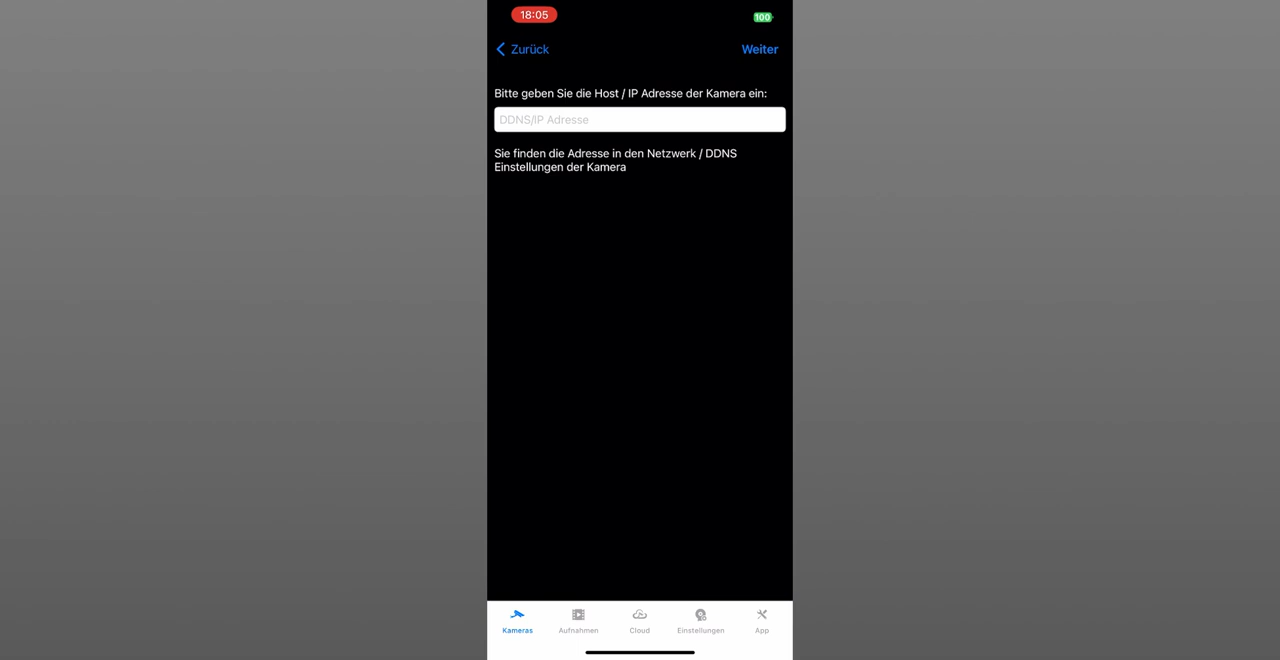 18:05
100
Zurück
Weiter
Bitte geben Sie die Host / IP Adresse der Kamera ein:
DDNS/IP Adresse
Sie finden die Adresse in den Netzwerk / DDNS
Einstellungen der Kamera
Kameras
Aufnahmen
Cloud
Einstellungen
App